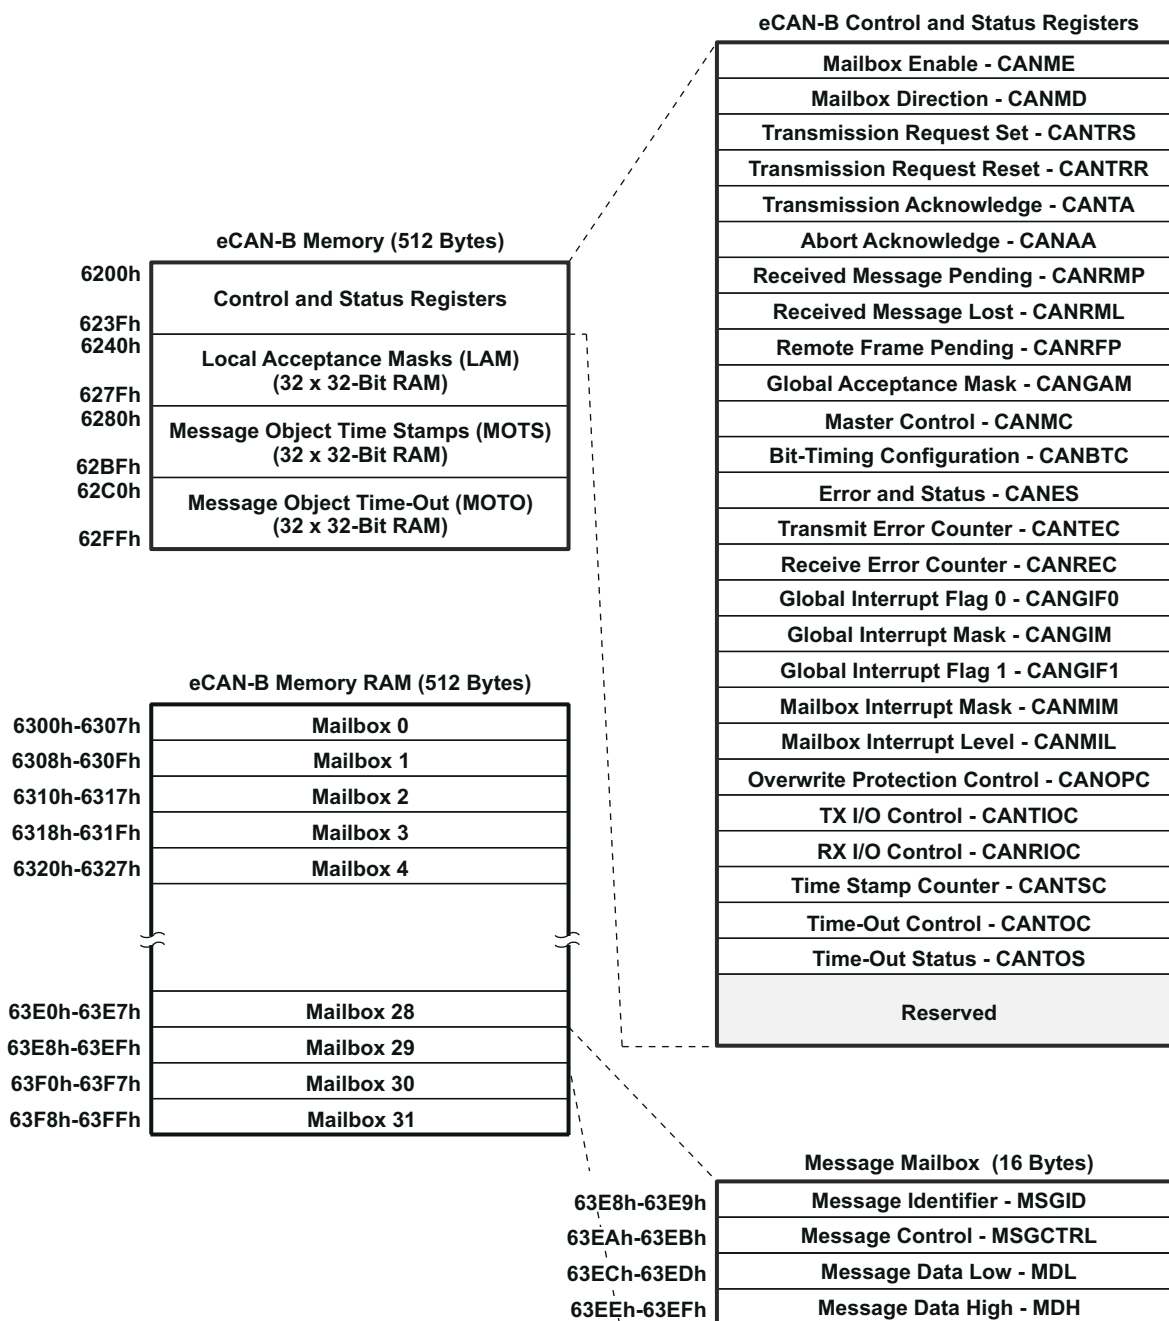 eCAN-B Control and Status Registers
Mailbox Enable - CANME
Mailbox Direction - CANMD
Transmission Request Set - CANTRS
Transmission Request Reset - CANTRR
Transmission Acknowledge - CANTA
Abort Acknowledge - CANAA
Received Message Pending - CANRMP
Received Message Lost - CANRML
Remote Frame Pending - CANRFP
Global Acceptance Mask - CANGAM
Master Control - CANMC
Bit-Timing Configuration - CANBTC
Error and Status - CANES
Transmit Error Counter - CANTEC
Receive Error Counter - CANREC
Global Interrupt Flag 0 - CANGIF0
Global Interrupt Mask - CANGIM
Global Interrupt Flag 1 - CANGIF1
Mailbox Interrupt Mask - CANMIM
Mailbox Interrupt Level - CANMIL
Overwrite Protection Control - CANOPC
TX I/O Control - CANTIOC
RX I/O Control - CANRIOC
Time Stamp Counter - CANTSC
Time-Out Control - CANTOC
Time-Out Status - CANTOS
Reserved
eCAN-B Memory (512 Bytes)
6200h
Control and Status Registers
623Fh
6240h
Local Acceptance Masks (LAM)
(32 x 32-Bit RAM)
627Fh
6280h
Message Object Time Stamps (MOTS)
(32 x 32-Bit RAM)
62BFh
62C0h
Message Object Time-Out (MOTO)
(32 x 32-Bit RAM)
62FFh
eCAN-B Memory RAM (512 Bytes)
6300h-6307h Mailbox 0
6308h-630Fh Mailbox 1
6310h-6317h Mailbox 2
6318h-631Fh Mailbox 3
6320h-6327h Mailbox 4
63E0h-63E7h Mailbox 28
63E8h-63EFh Mailbox 29
63F0h-63F7h Mailbox 30
63F8h-63FFh Mailbox 31
Message Mailbox (16 Bytes)
63E8h-63E9h Message Identifier - MSGID
63EAh-63EBh Message Control - MSGCTRL
63ECh-63EDh Message Data Low - MDL
63EEh-63EFh Message Data High - MDH